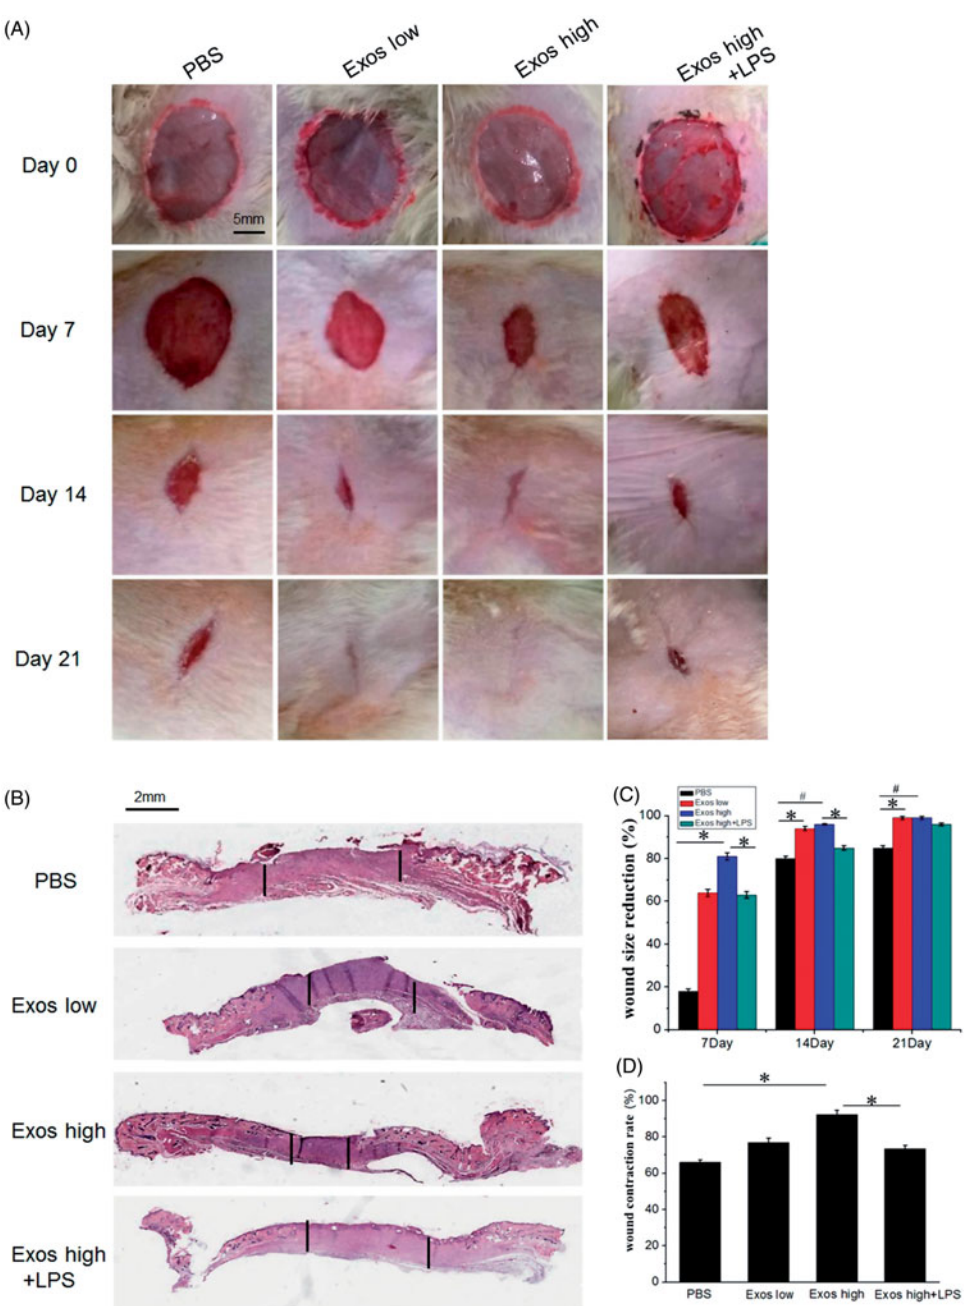 (A)
PBS
Exos low
Exos high
Exos high
+LPS
Day 0
5mm
Day 7
Day 14
Day 21
(B)
2mm
PBS
Exos low
Exos high
Exos high
+LPS
(C)
PBS
Exos low
Exos high
Exos high+LPS
wound size reduction (%)
100
80
60
40
20
0
* *
# * *
# *
7Day
14Day
21Day
(D)
wound contraction rate (%)
100
80
60
40
20
0
*
*
PBS
Exos low
Exos high
Exos high+LPS